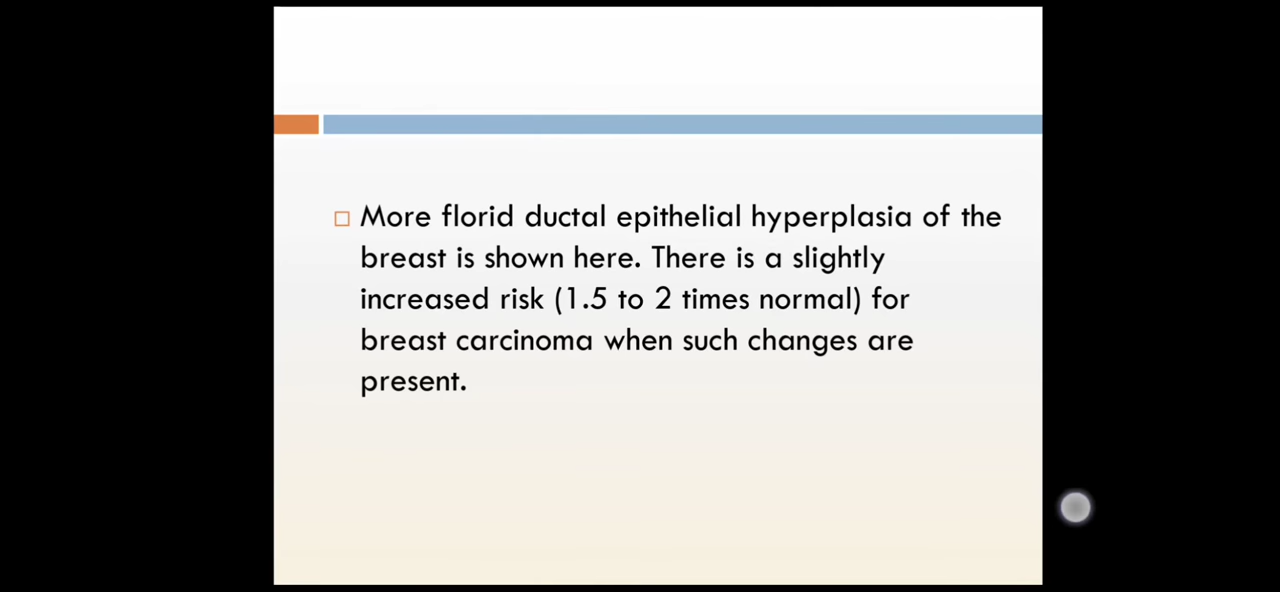 More florid ductal epithelial hyperplasia of the
breast is shown here. There is a slightly
increased risk (1.5 to 2 times normal) for
breast carcinoma when such changes are
present.